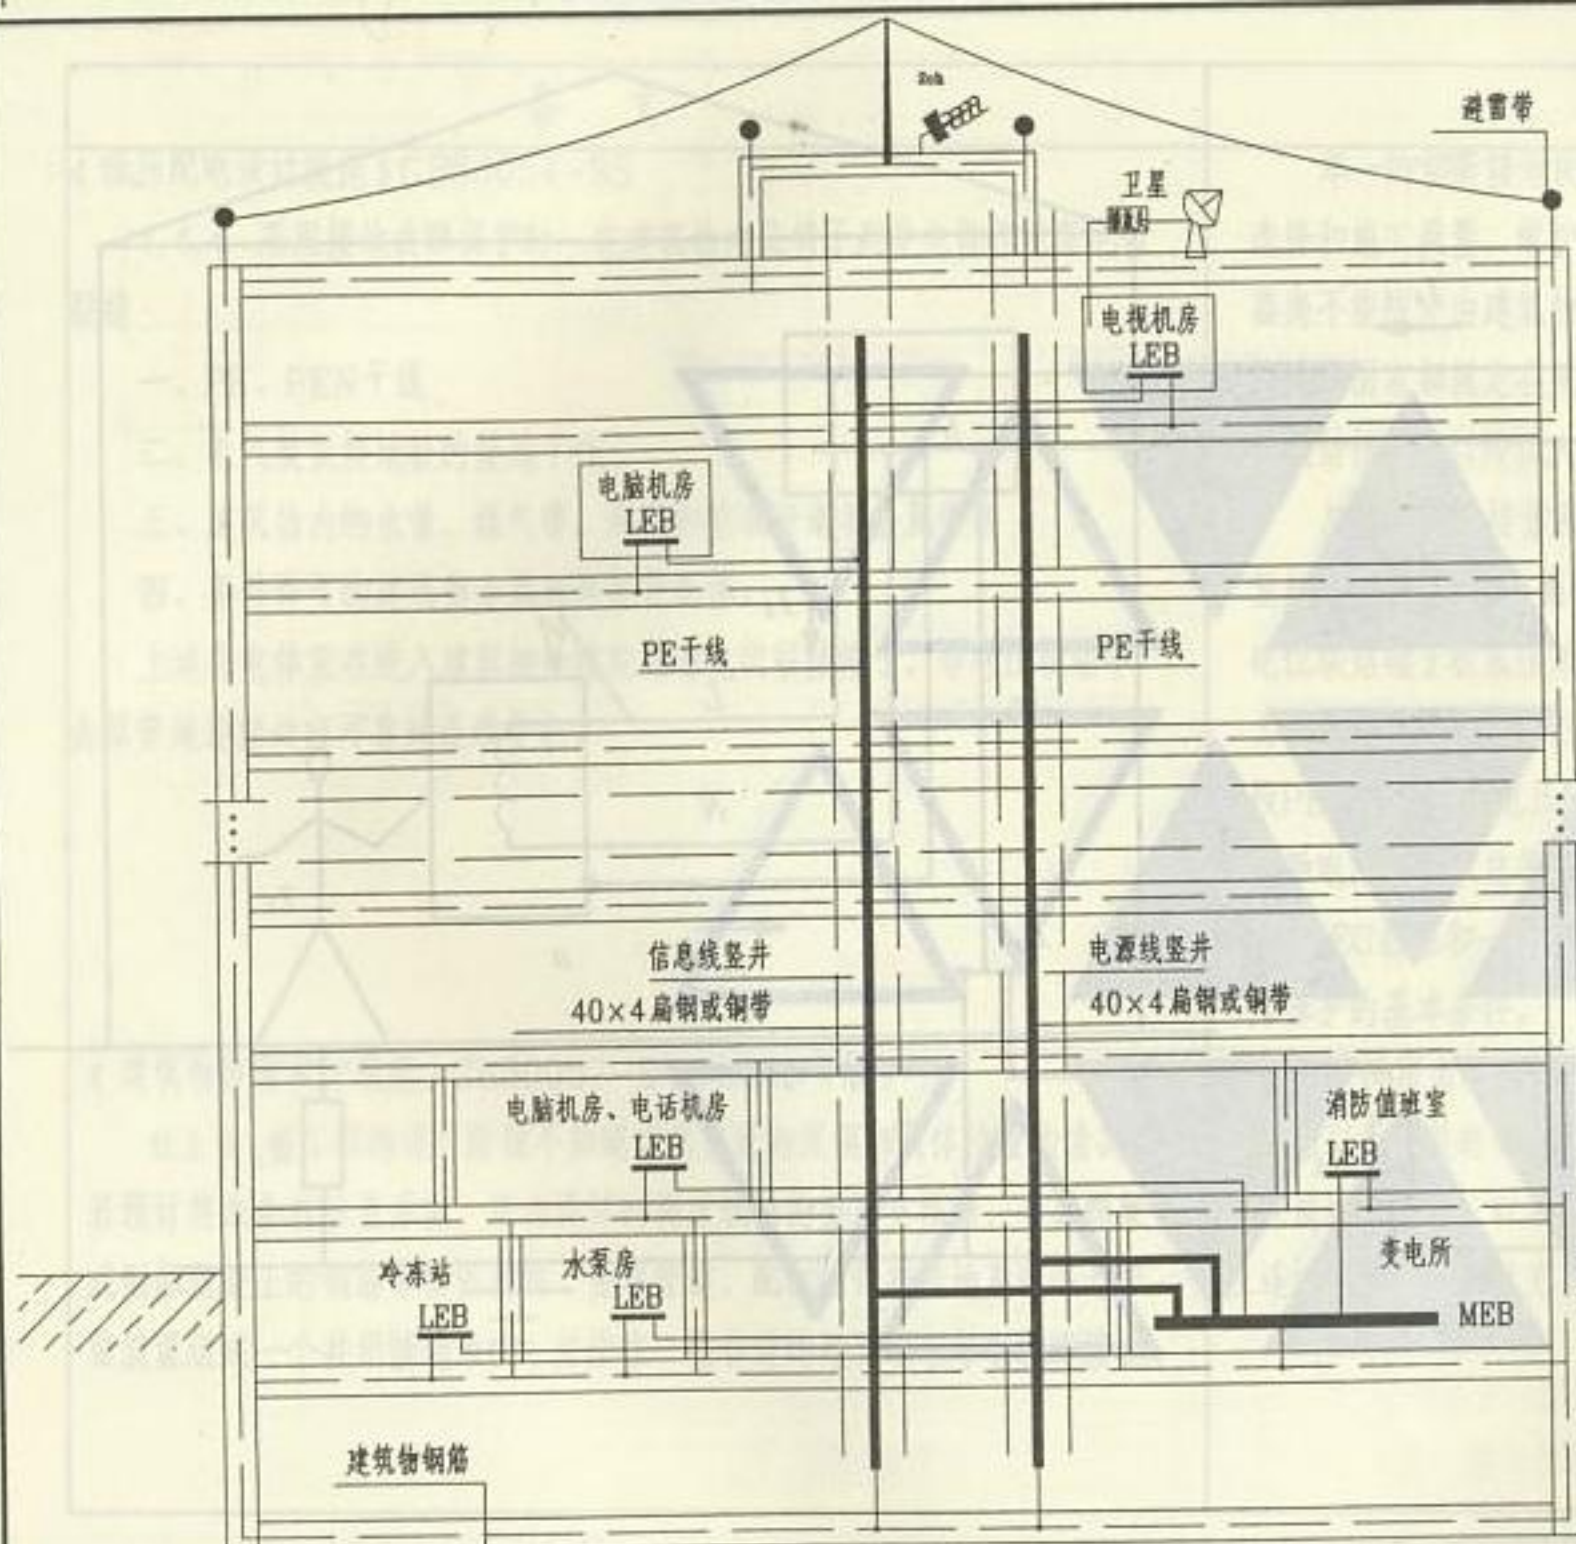 避雷带
卫星
电视机房
LEB
电脑机房
LEB
PE干线
PE干线
信息线竖井
40×4扁钢或铜带
电源线竖井
40×4扁钢或铜带
电脑机房、电话机房
LEB
消防值班室
LEB
冷冻站
LEB
水泵房
LEB
变电所
MEB
建筑物钢筋